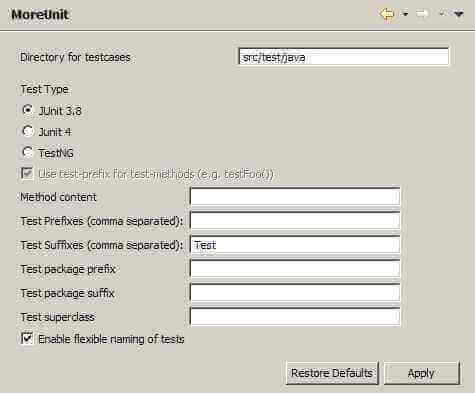 MoreUnit
Directory for testcases src/test/java
Test Type
JUnit 3.8
Junit 4
TestNG
Use test-prefix for test-methods (e.g. testFoo())
Method content
Test Prefixes (comma separated):
Test Suffixes (comma separated): Test
Test package prefix
Test package suffix
Test superclass
Enable flexible naming of tests
Restore Defaults Apply